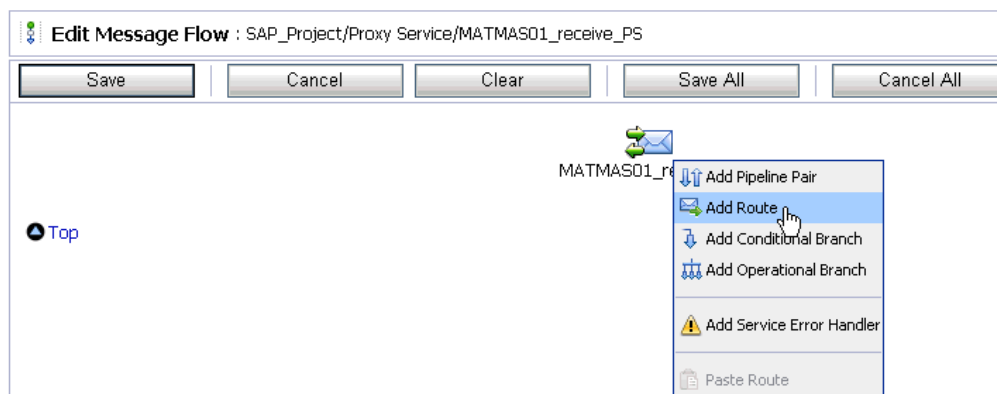 Edit Message Flow : SAP_Project/Proxy Service/MATMAS01_receive_PS
Save Cancel Clear Save All Cancel All
MATMAS01_re
Add Pipeline Pair
Add Route
Top
Add Conditional Branch
Add Operational Branch
Add Service Error Handler
Paste Route